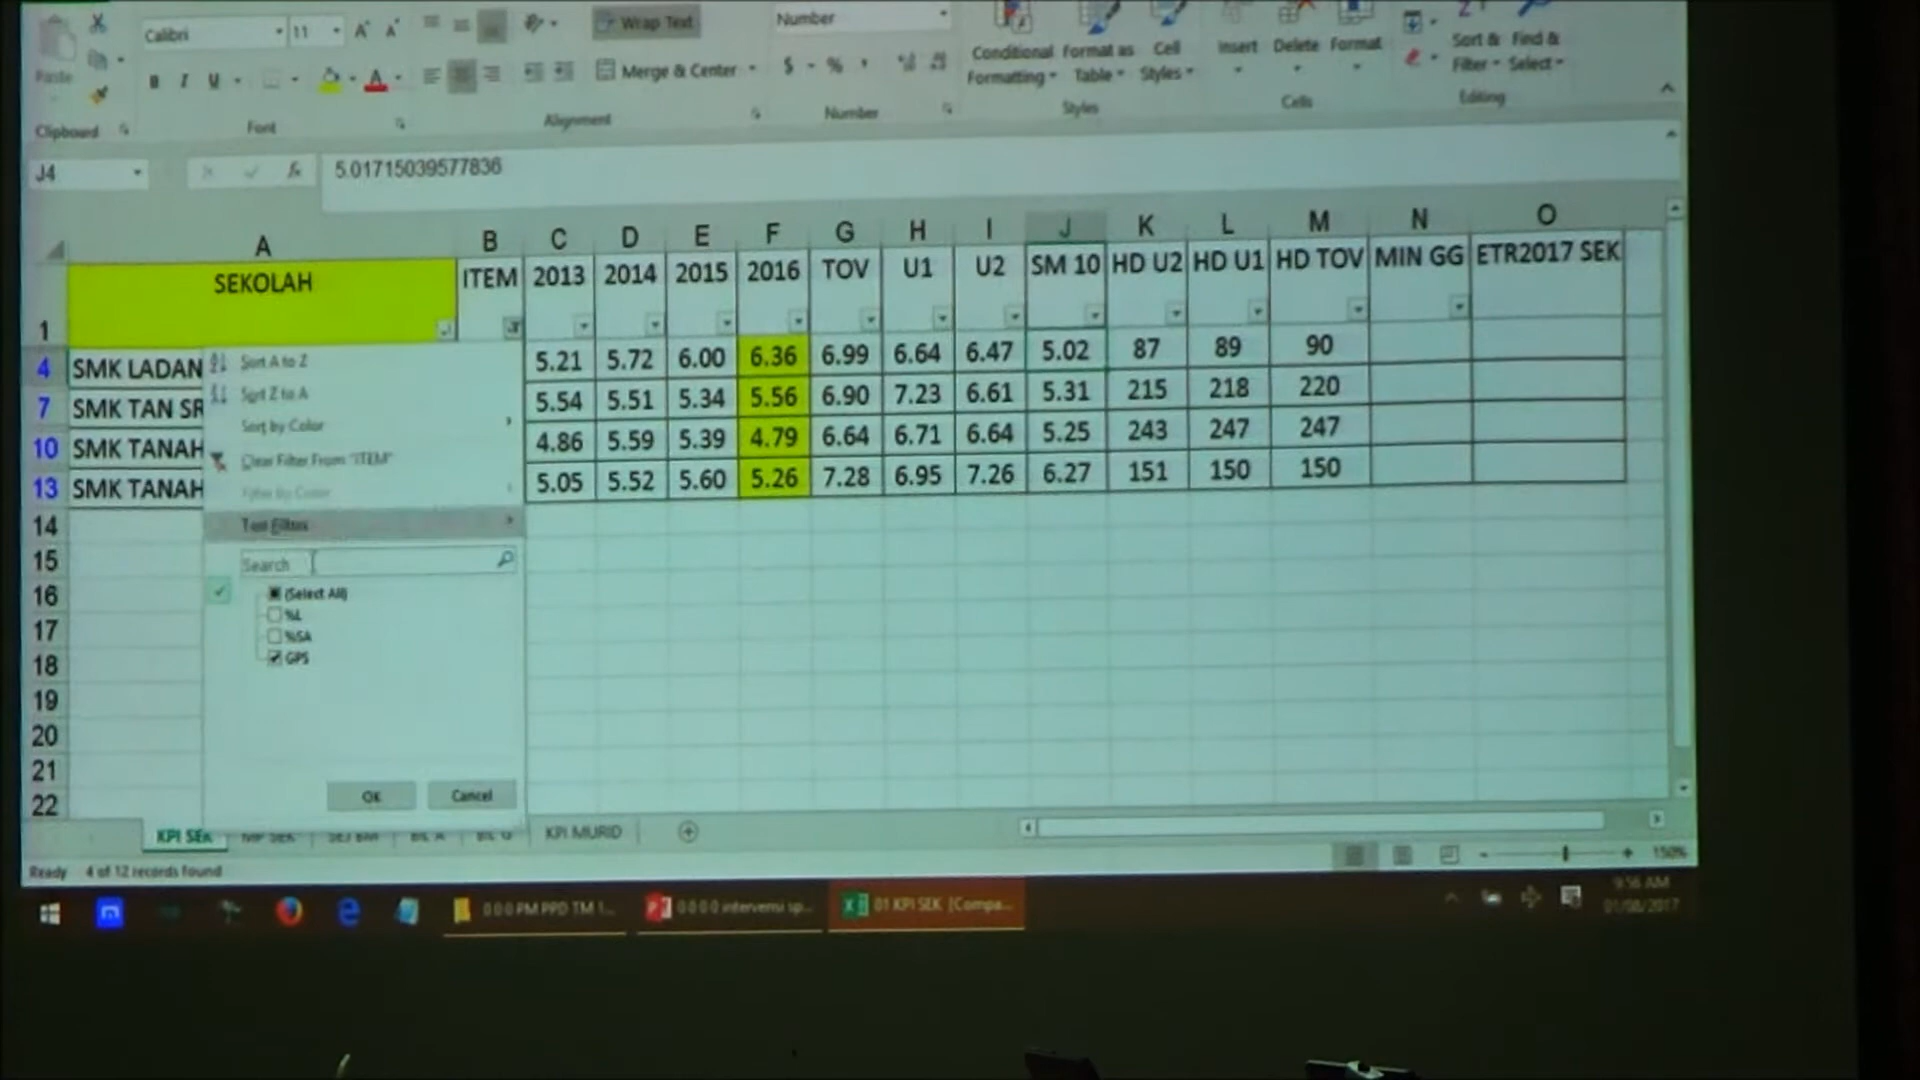 Calibri 11 Wrap Text Number
Paste B I U Merge & Center $ % , Conditional Formatting Format as Table Cell Styles Insert Delete Format Sort & Filter Find & Select
Clipboard Font Alignment Number Styles Cells Editing
J4 fx 5.01715039577836
A B C D E F G H I J K L M N O
1 SEKOLAH ITEM 2013 2014 2015 2016 TOV U1 U2 SM 10 HD U2 HD U1 HD TOV MIN GG ETR2017 SEK
4 SMK LADAN 5.21 5.72 6.00 6.36 6.99 6.64 6.47 5.02 87 89 90
7 SMK TAN SR 5.54 5.51 5.34 5.56 6.90 7.23 6.61 5.31 215 218 220
10 SMK TANAH 4.86 5.59 5.39 4.79 6.64 6.71 6.64 5.25 243 247 247
13 SMK TANAH 5.05 5.52 5.60 5.26 7.28 6.95 7.26 6.27 151 150 150
14
15
16
17
18
19
20
21
22
Sort A to Z
Sort Z to A
Sort by Color
Clear Filter From "ITEM"
Filter by Color
Text Filters
Search
(Select All)
%L
%SA
GPS
OK Cancel
KPI SEK MP SEK KPI MURID
Ready 4 of 12 records found 150%
0 0 0 PM PPD TM 1... 0 0 0 0 intervensi sp... 01 KPI SEK [Compa...
9:56 AM
01/08/2017